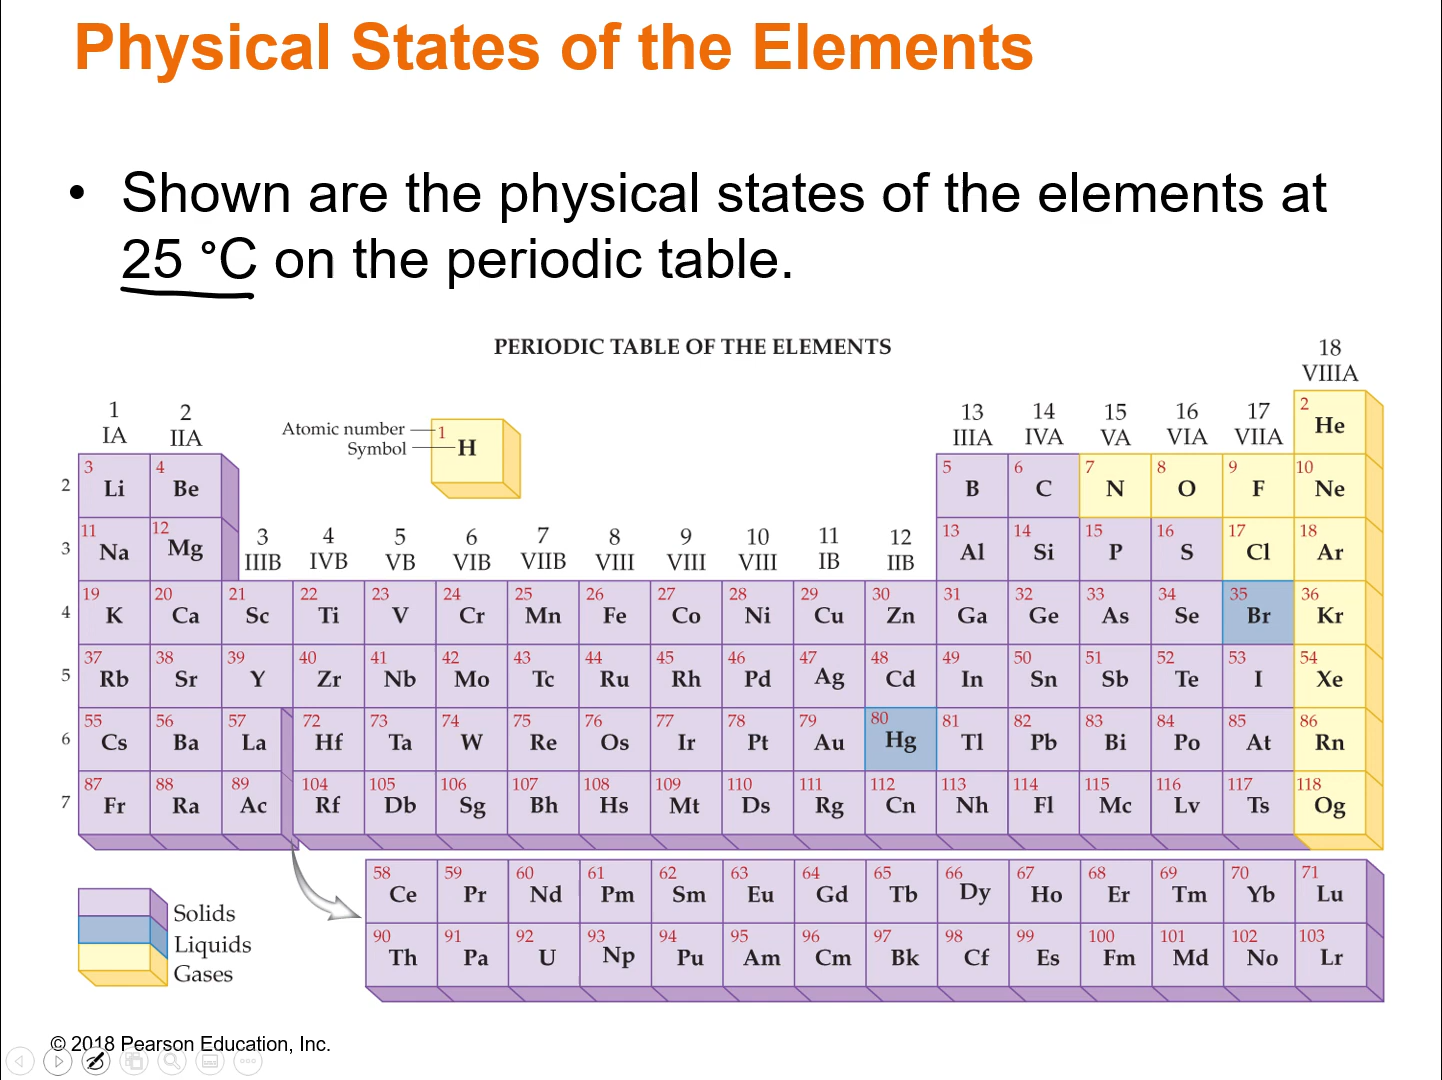 Physical States of the Elements
• Shown are the physical states of the elements at
25 °C on the periodic table.
PERIODIC TABLE OF THE ELEMENTS
18
VIIIA
1 2 13 14 15 16 17
IA IIA IIIA IVA VA VIA VIIA
Atomic number 1 H
Symbol
2 He
2 3 Li 4 Be 5 B 6 C 7 N 8 O 9 F 10 Ne
3 4 5 6 7 8 9 10 11 12
IIIB IVB VB VIB VIIB VIII VIII VIII IB IIB
3 11 Na 12 Mg 13 Al 14 Si 15 P 16 S 17 Cl 18 Ar
4 19 K 20 Ca 21 Sc 22 Ti 23 V 24 Cr 25 Mn 26 Fe 27 Co 28 Ni 29 Cu 30 Zn 31 Ga 32 Ge 33 As 34 Se 35 Br 36 Kr
5 37 Rb 38 Sr 39 Y 40 Zr 41 Nb 42 Mo 43 Tc 44 Ru 45 Rh 46 Pd 47 Ag 48 Cd 49 In 50 Sn 51 Sb 52 Te 53 I 54 Xe
6 55 Cs 56 Ba 57 La 72 Hf 73 Ta 74 W 75 Re 76 Os 77 Ir 78 Pt 79 Au 80 Hg 81 Tl 82 Pb 83 Bi 84 Po 85 At 86 Rn
7 87 Fr 88 Ra 89 Ac 104 Rf 105 Db 106 Sg 107 Bh 108 Hs 109 Mt 110 Ds 111 Rg 112 Cn 113 Nh 114 Fl 115 Mc 116 Lv 117 Ts 118 Og
58 Ce 59 Pr 60 Nd 61 Pm 62 Sm 63 Eu 64 Gd 65 Tb 66 Dy 67 Ho 68 Er 69 Tm 70 Yb 71 Lu
90 Th 91 Pa 92 U 93 Np 94 Pu 95 Am 96 Cm 97 Bk 98 Cf 99 Es 100 Fm 101 Md 102 No 103 Lr
Solids
Liquids
Gases
© 2018 Pearson Education, Inc.